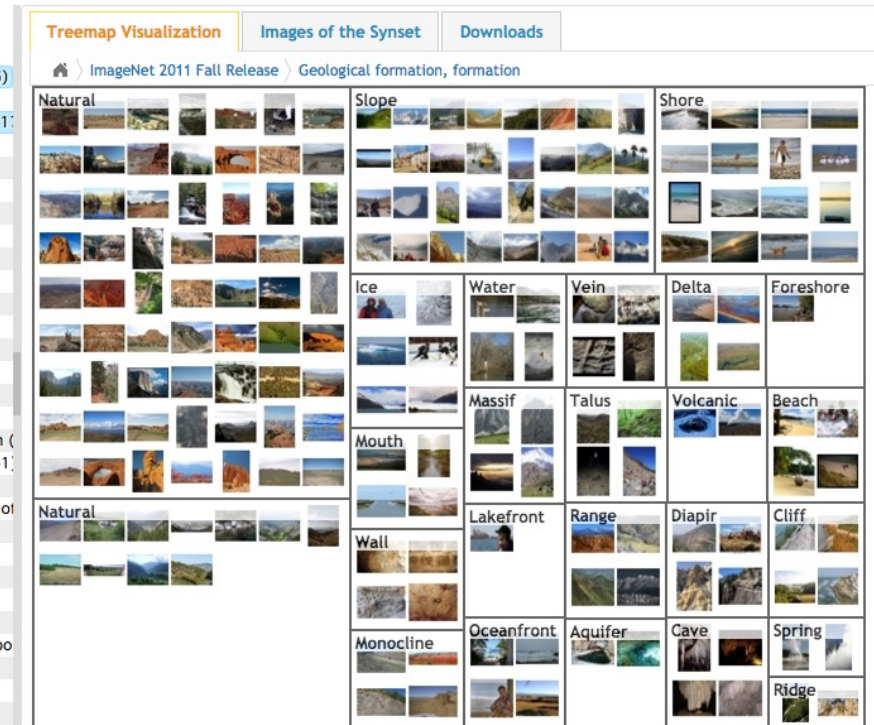 Treemap Visualization
Images of the Synset
Downloads
ImageNet 2011 Fall Release
Geological formation, formation
Natural
Slope
Shore
Ice
Water
Vein
Delta
Foreshore
Massif
Talus
Volcanic
Beach
Mouth
Natural
Lakefront
Range
Diapir
Cliff
Wall
Oceanfront
Aquifer
Cave
Spring
Monocline
Ridge